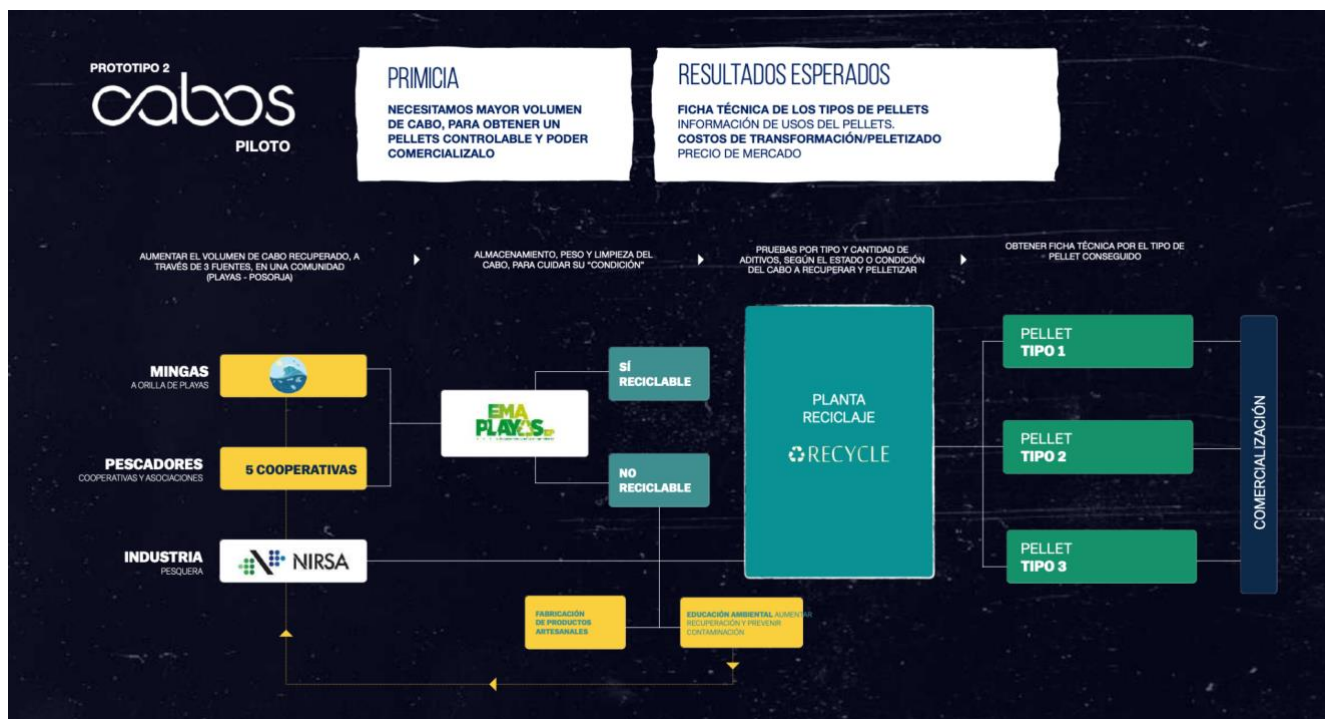 PROTOTIPO 2
cabos
PILOTO
PRIMICIA
NECESITAMOS MAYOR VOLUMEN
DE CABO, PARA OBTENER UN
PELLETS CONTROLABLE Y PODER
COMERCIALIZALO
RESULTADOS ESPERADOS
FICHA TÉCNICA DE LOS TIPOS DE PELLETS
INFORMACIÓN DE USOS DEL PELLETS.
COSTOS DE TRANSFORMACIÓN/PELETIZADO
PRECIO DE MERCADO
AUMENTAR EL VOLUMEN DE CABO RECUPERADO, A
TRAVÉS DE 3 FUENTES, EN UNA COMUNIDAD
(PLAYAS - POSORJA)
ALMACENAMIENTO, PESO Y LIMPIEZA DEL
CABO, PARA CUIDAR SU "CONDICIÓN"
PRUEBAS POR TIPO Y CANTIDAD DE
ADITIVOS, SEGÚN EL ESTADO O CONDICIÓN
DEL CABO A RECUPERAR Y PELLETIZAR
OBTENER FICHA TÉCNICA POR EL TIPO DE
PELLET CONSEGUIDO
MINGAS
A ORILLA DE PLAYAS
PESCADORES
COOPERATIVAS Y ASOCIACIONES
5 COOPERATIVAS
INDUSTRIA
PESQUERA
NIRSA
EMA
PLAYAS EP
SÍ
RECICLABLE
NO
RECICLABLE
PLANTA
RECICLAJE
RECYCLE
PELLET
TIPO 1
PELLET
TIPO 2
PELLET
TIPO 3
COMERCIALIZACIÓN
FABRICACIÓN
DE PRODUCTOS
ARTESANALES
EDUCACIÓN AMBIENTAL AUMENTAR
RECUPERACIÓN Y PREVENIR
CONTAMINACIÓN